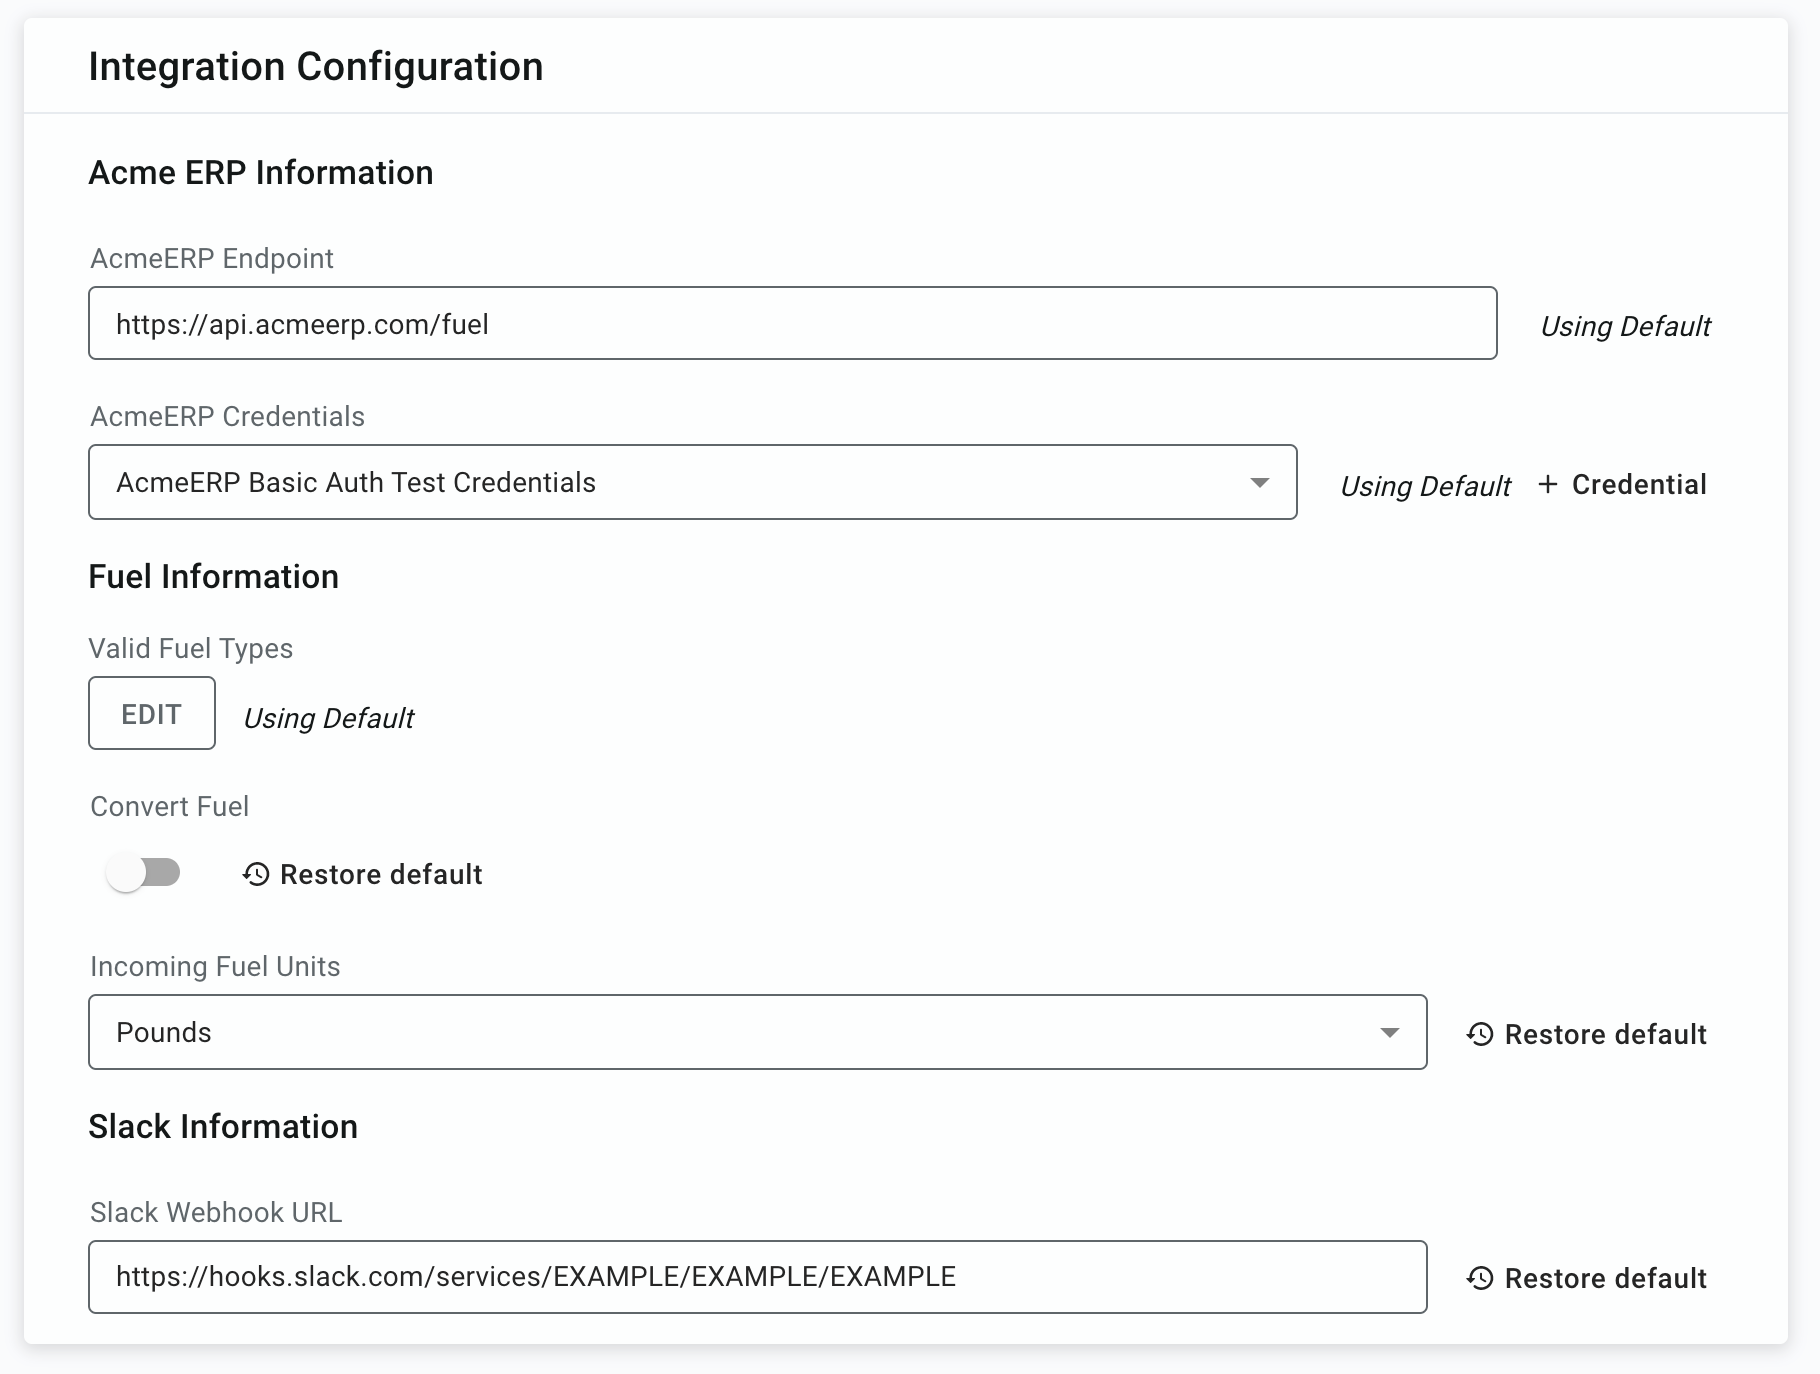 Integration Configuration
Acme ERP Information
AcmeERP Endpoint
https://api.acmeerp.com/fuel
Using Default
AcmeERP Credentials
AcmeERP Basic Auth Test Credentials
Using Default
+ Credential
Fuel Information
Valid Fuel Types
EDIT
Using Default
Convert Fuel
Restore default
Incoming Fuel Units
Pounds
Restore default
Slack Information
Slack Webhook URL
https://hooks.slack.com/services/EXAMPLE/EXAMPLE/EXAMPLE
Restore default